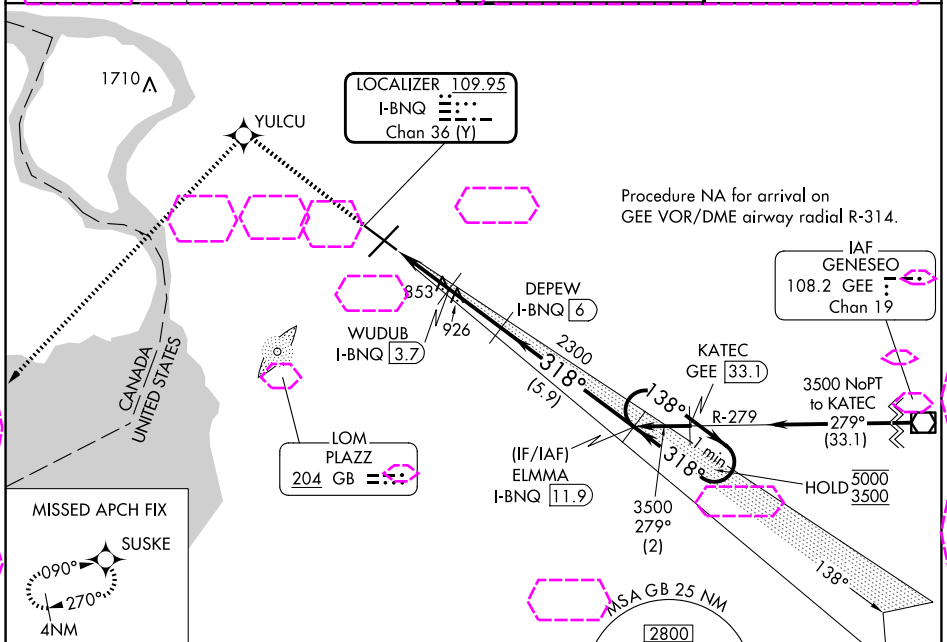 1710
YULCU
LOCALIZER 109.95
I-BNQ
Chan 36 (Y)
Procedure NA for arrival on
GEE VOR/DME airway radial R-314.
IAF
GENESEO
108.2 GEE
Chan 19
853
926
WUDUB
I-BNQ 3.7
DEPEW
I-BNQ 6
2300
318°
(5.9)
KATEC
GEE 33.1
138°
R-279
3500 NoPT
to KATEC
279°
(33.1)
1 min
318°
(IF/IAF)
ELMMA
I-BNQ 11.9
3500
279°
(2)
HOLD 5000
3500
138°
CANADA
UNITED STATES
LOM
PLAZZ
204 GB
MISSED APCH FIX
SUSKE
090°
270°
4NM
MSA GB 25 NM
2800